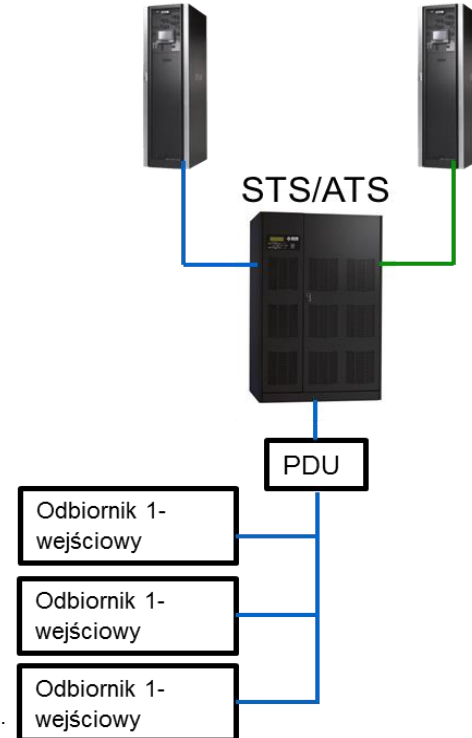 STS/ATS
PDU
Odbiornik 1-
wejściowy
Odbiornik 1-
wejściowy
Odbiornik 1-
wejściowy
.